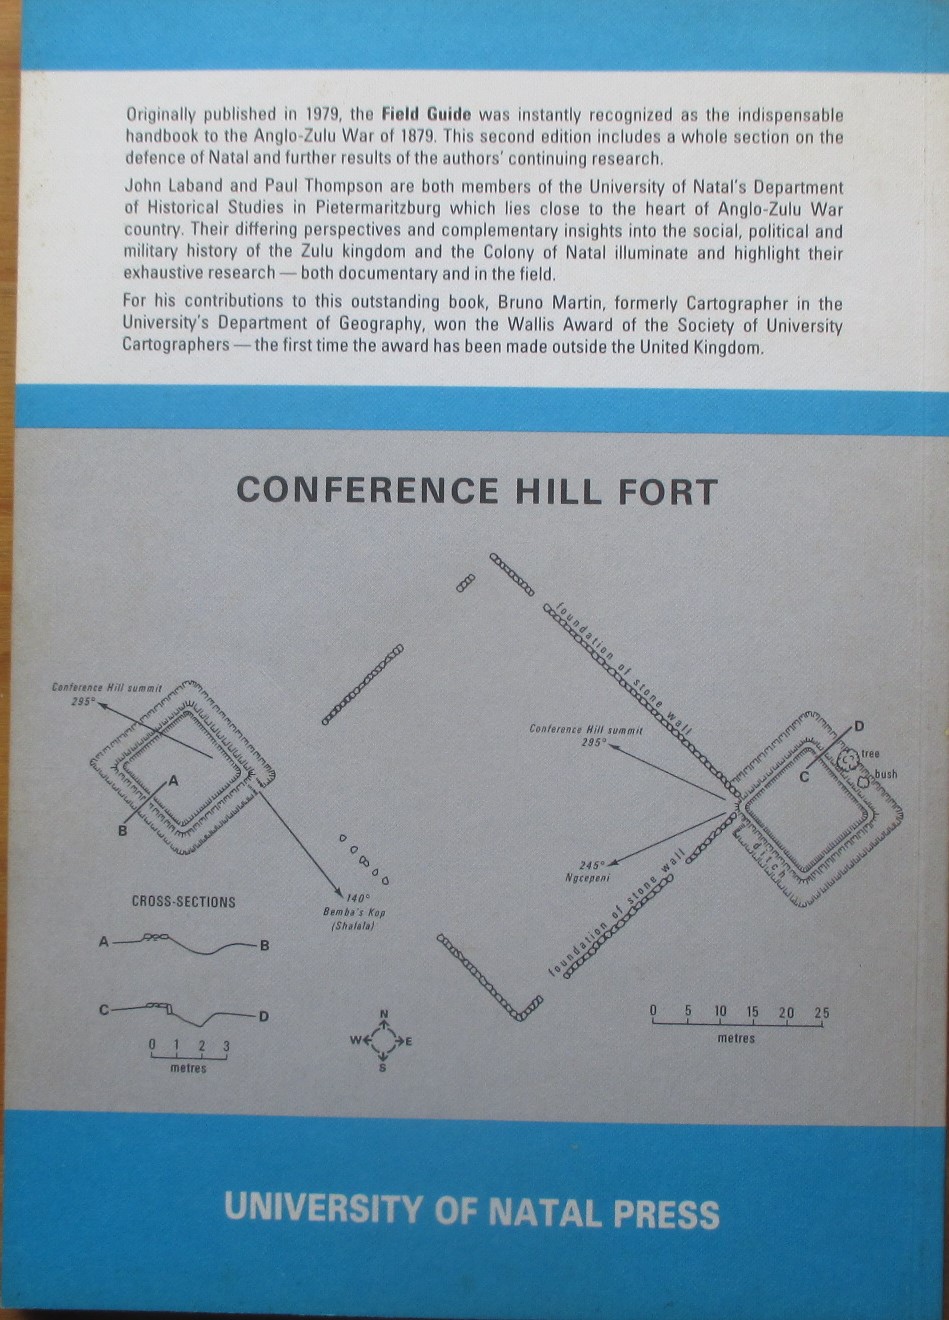 Originally published in 1979, the Field Guide was instantly recognized as the indispensable
handbook to the Anglo-Zulu War of 1879. This second edition includes a whole section on the
defence of Natal and further results of the authors' continuing research.
John Laband and Paul Thompson are both members of the University of Natal's Department
of Historical Studies in Pietermaritzburg which lies close to the heart of Anglo-Zulu War
country. Their differing perspectives and complementary insights into the social, political and
military history of the Zulu kingdom and the Colony of Natal illuminate and highlight their
exhaustive research — both documentary and in the field.
For his contributions to this outstanding book, Bruno Martin, formerly Cartographer in the
University's Department of Geography, won the Wallis Award of the Society of University
Cartographers — the first time the award has been made outside the United Kingdom.
CONFERENCE HILL FORT
foundation of stone wall
Conference Hill summit
295°
A
B
Conference Hill summit
295°
D
tree
C
bush
ditch
245°
Ngcepeni
foundation of stone wall
140°
Bemba's Kop
(Shalala)
CROSS-SECTIONS
A B
C D
0 1 2 3
metres
N
W E
S
0 5 10 15 20 25
metres
UNIVERSITY OF NATAL PRESS